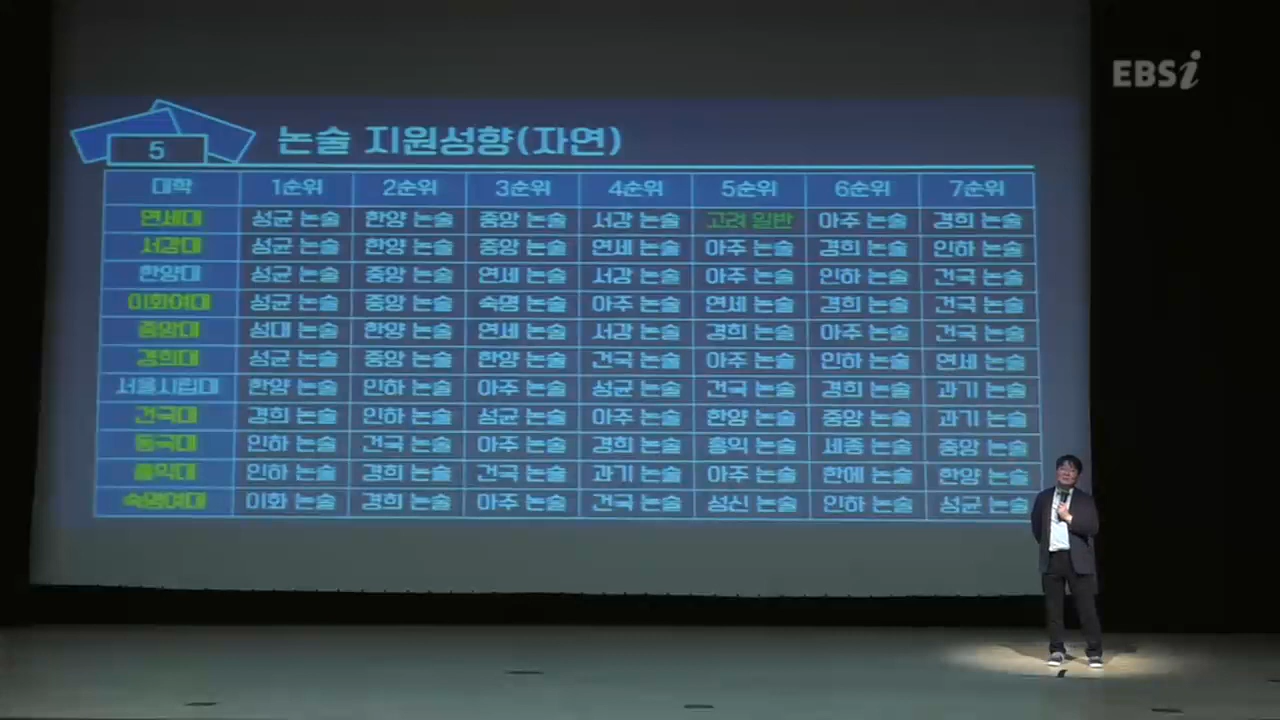 EBSi
5 논술 지원성향(자연)
대학 1순위 2순위 3순위 4순위 5순위 6순위 7순위
연세대 성균 논술 한양 논술 중앙 논술 서강 논술 고려 일반 아주 논술 경희 논술
서강대 성균 논술 한양 논술 중앙 논술 연세 논술 아주 논술 경희 논술 인하 논술
한양대 성균 논술 중앙 논술 연세 논술 서강 논술 아주 논술 인하 논술 건국 논술
이화여대 성균 논술 중앙 논술 숙명 논술 아주 논술 연세 논술 경희 논술 건국 논술
중앙대 성대 논술 한양 논술 연세 논술 서강 논술 경희 논술 아주 논술 건국 논술
경희대 성균 논술 중앙 논술 한양 논술 건국 논술 아주 논술 인하 논술 연세 논술
서울시립대 한양 논술 인하 논술 아주 논술 성균 논술 건국 논술 경희 논술 과기 논술
건국대 경희 논술 인하 논술 성균 논술 아주 논술 한양 논술 중앙 논술 과기 논술
동국대 인하 논술 건국 논술 아주 논술 경희 논술 홍익 논술 세종 논술 중앙 논술
홍익대 인하 논술 경희 논술 건국 논술 과기 논술 아주 논술 한에 논술 한양 논술
숙명여대 이화 논술 경희 논술 아주 논술 건국 논술 성신 논술 인하 논술 성균 논술